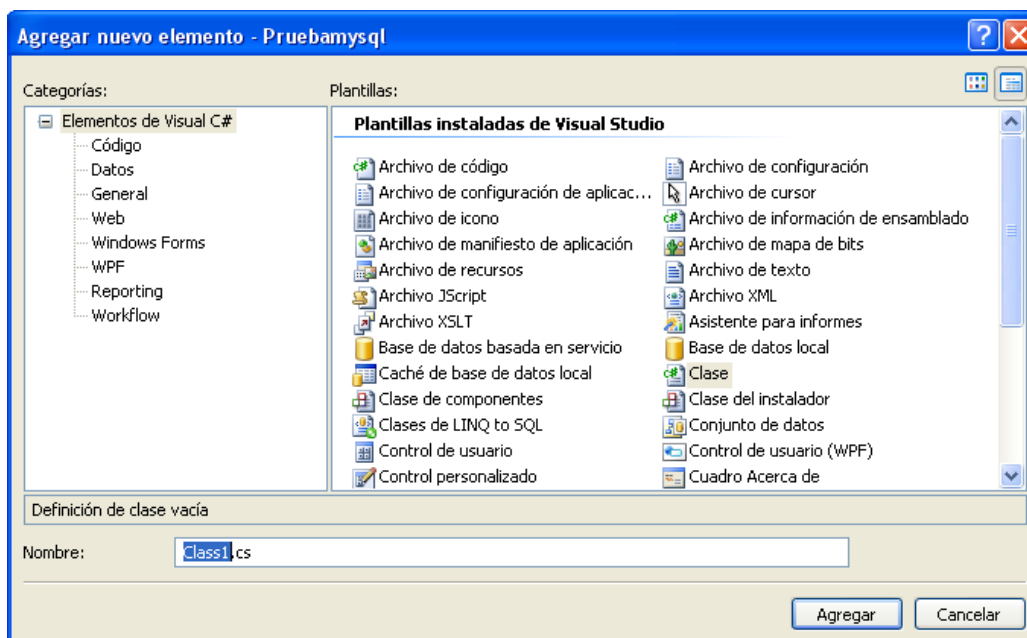 Agregar nuevo elemento - Pruebamysql
Categorías:
Plantillas:
Elementos de Visual C#
Código
Datos
General
Web
Windows Forms
WPF
Reporting
Workflow
Plantillas instaladas de Visual Studio
Archivo de código
Archivo de configuración
Archivo de configuración de aplicac...
Archivo de cursor
Archivo de icono
Archivo de información de ensamblado
Archivo de manifiesto de aplicación
Archivo de mapa de bits
Archivo de recursos
Archivo de texto
Archivo JScript
Archivo XML
Archivo XSLT
Asistente para informes
Base de datos basada en servicio
Base de datos local
Caché de base de datos local
Clase
Clase de componentes
Clase del instalador
Clases de LINQ to SQL
Conjunto de datos
Control de usuario
Control de usuario (WPF)
Control personalizado
Cuadro Acerca de
Definición de clase vacía
Nombre:
Class1.cs
Agregar
Cancelar